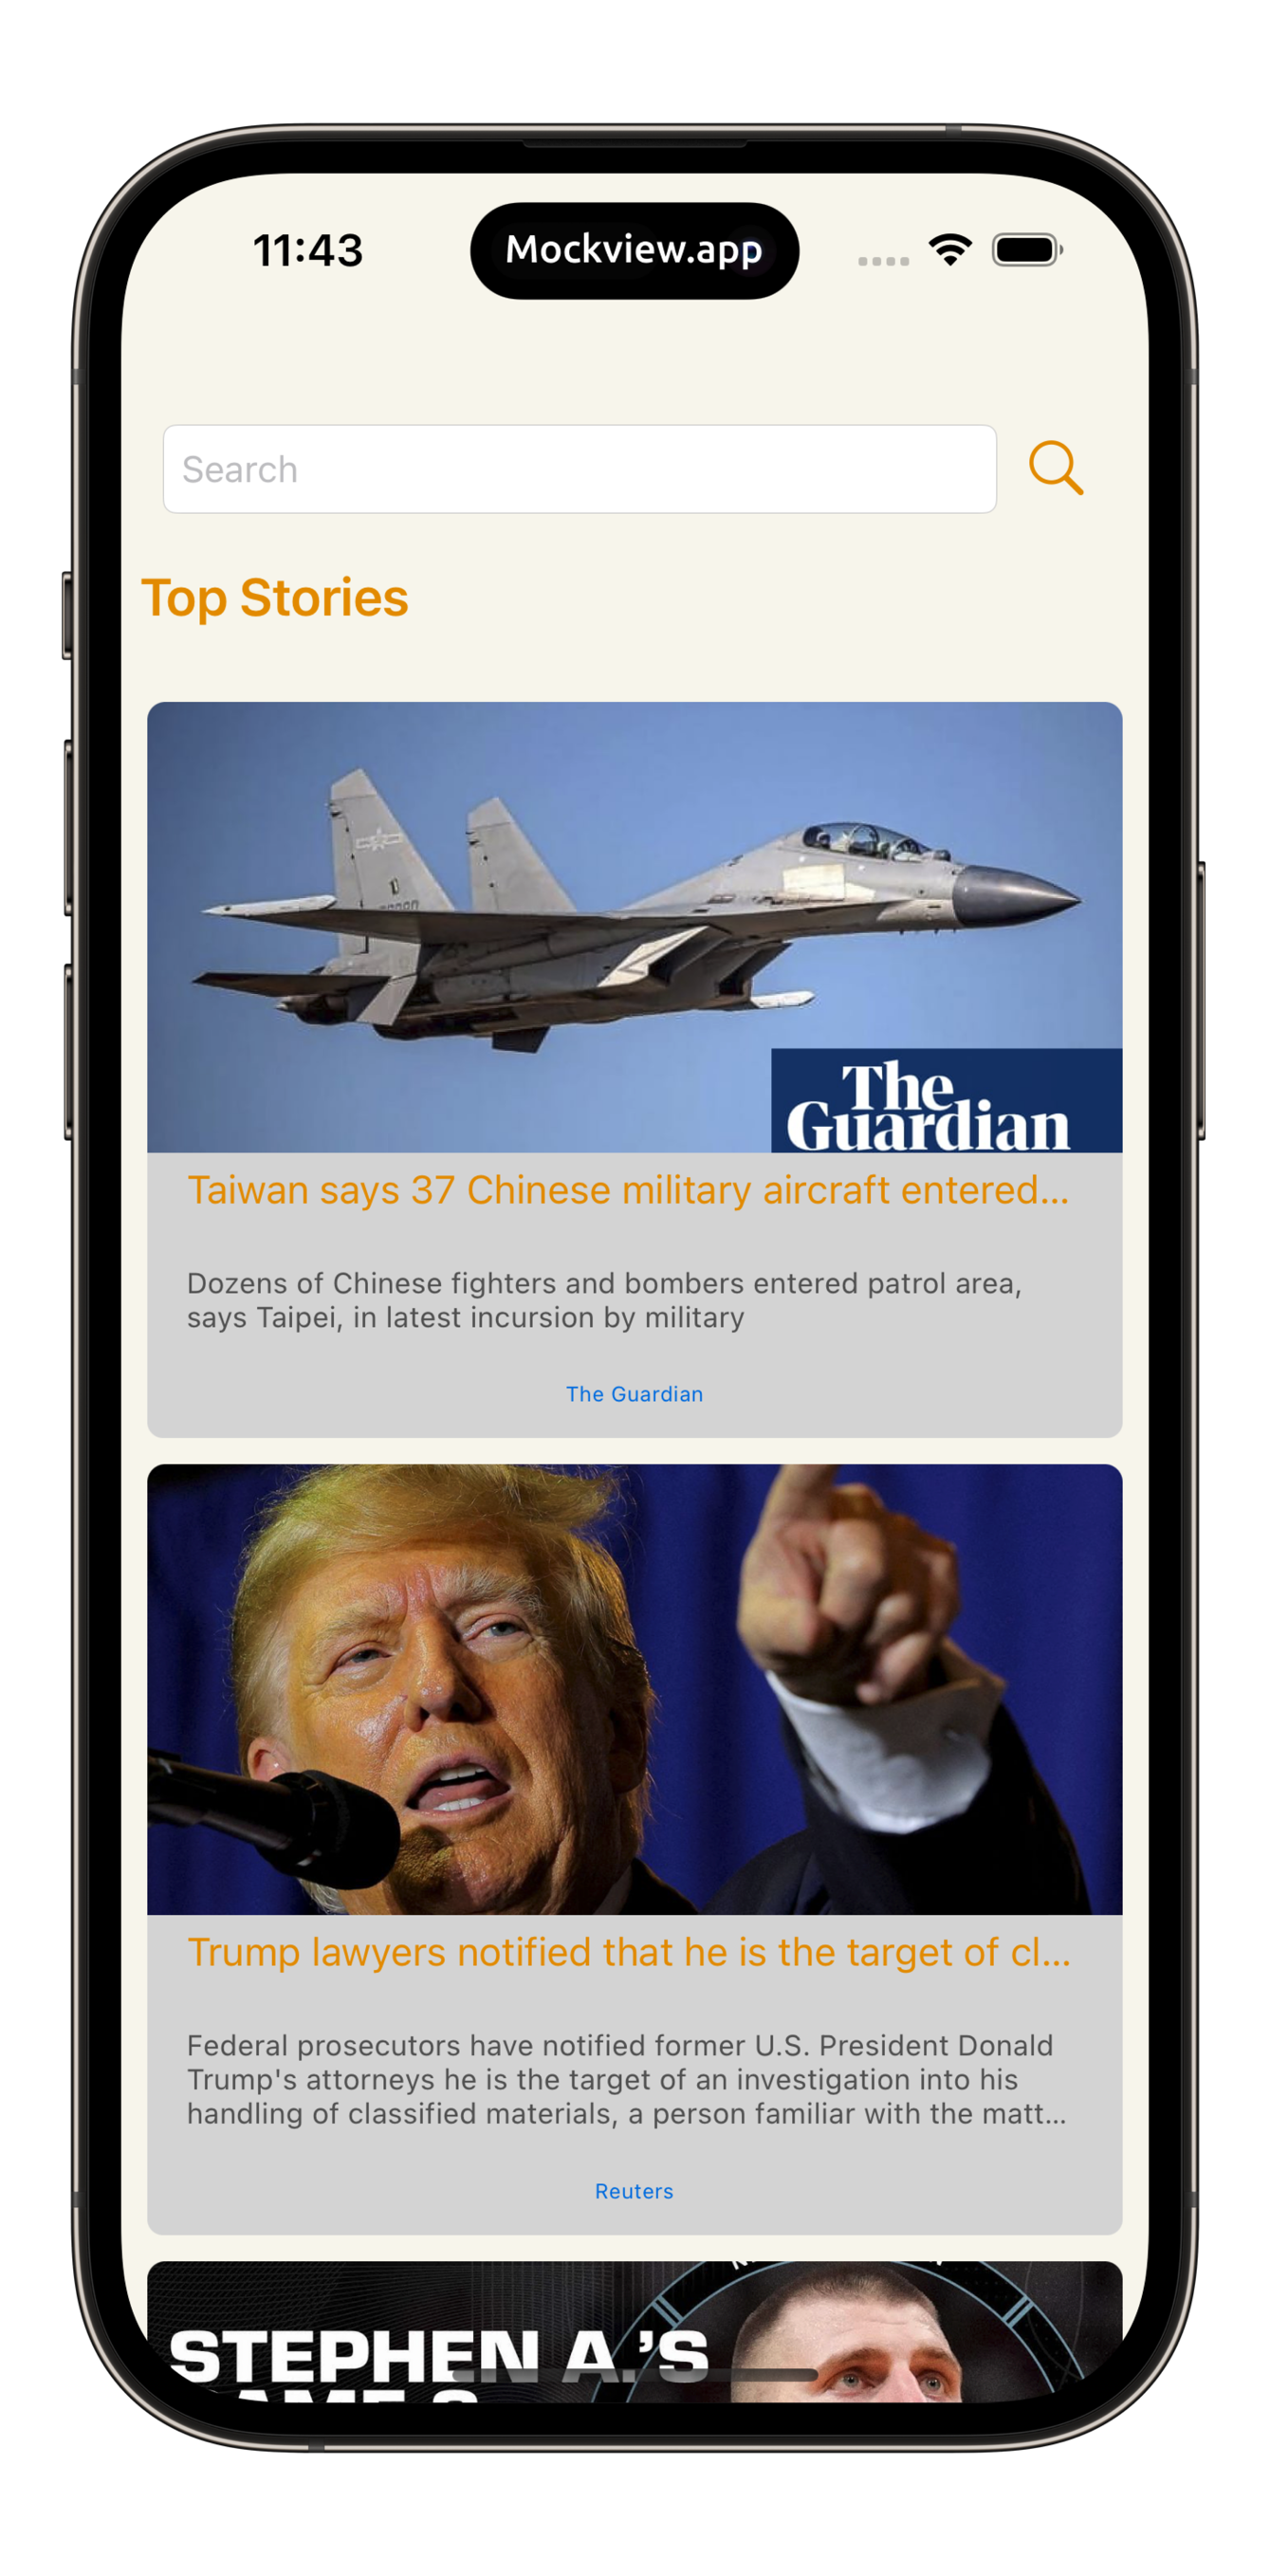 11:43
Mockview.app
Search
Top Stories
The
Guardian
Taiwan says 37 Chinese military aircraft entered...
Dozens of Chinese fighters and bombers entered patrol area,
says Taipei, in latest incursion by military
The Guardian
Trump lawyers notified that he is the target of cl...
Federal prosecutors have notified former U.S. President Donald
Trump's attorneys he is the target of an investigation into his
handling of classified materials, a person familiar with the matt...
Reuters
STEPHEN A.'S